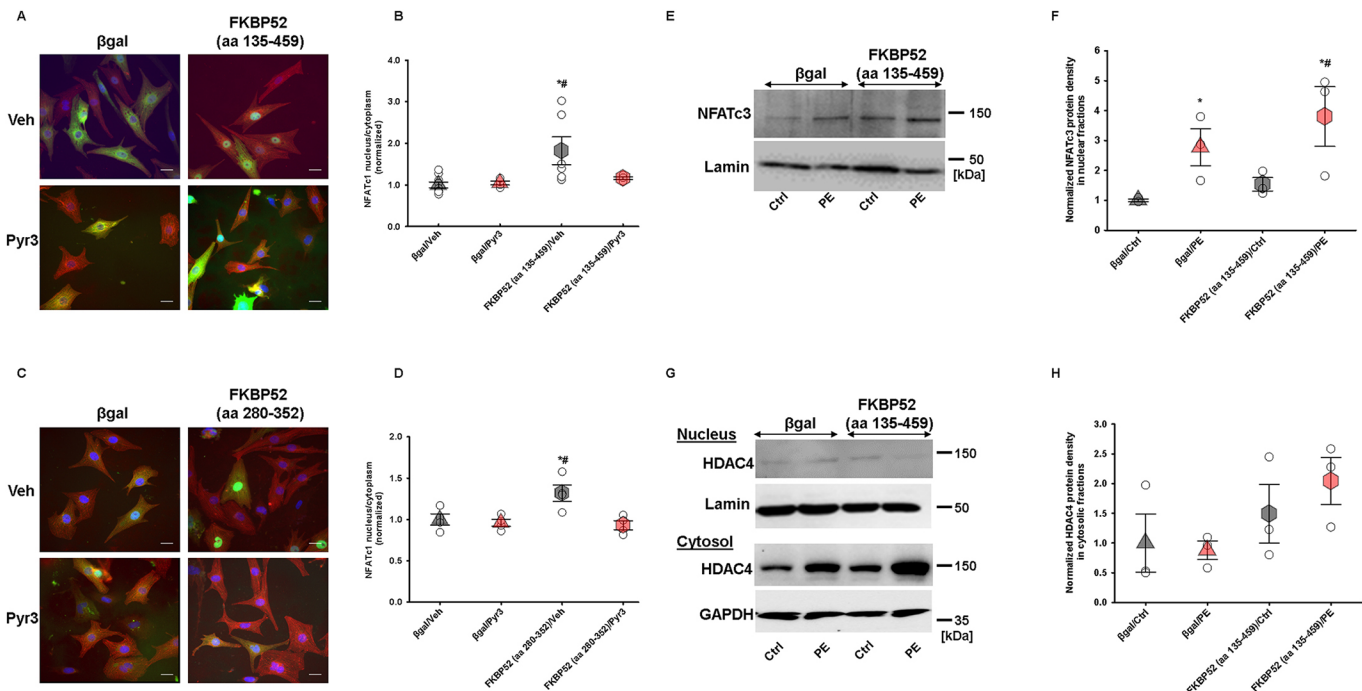 A
βgal
FKBP52
(aa 135-459)
Veh
Pyr3
B
NFATc1 nucleus/cytoplasm
(normalized)
4.0
3.0
2.0
1.0
0.0
*#
βgal/Veh
βgal/Pyr3
FKBP52 (aa 135-459)/Veh
FKBP52 (aa 135-459)/Pyr3
E
βgal
FKBP52
(aa 135-459)
NFATc3
150
Lamin
50
[kDa]
Ctrl
PE
Ctrl
PE
F
Normalized NFATc3 protein density
in nuclear fractions
6
5
4
3
2
1
0
*
*#
βgal/Ctrl
βgal/PE
FKBP52 (aa 135-459)/Ctrl
FKBP52 (aa 135-459)/PE
C
βgal
FKBP52
(aa 280-352)
Veh
Pyr3
D
NFATc1 nucleus/cytoplasm
(normalized)
2.0
1.5
1.0
0.5
0.0
*#
βgal/Veh
βgal/Pyr3
FKBP52 (aa 280-352)/Veh
FKBP52 (aa 280-352)/Pyr3
G
βgal
FKBP52
(aa 135-459)
Nucleus
HDAC4
150
Lamin
50
Cytosol
HDAC4
150
GAPDH
35
[kDa]
Ctrl
PE
Ctrl
PE
H
Normalized HDAC4 protein density
in cytosolic fractions
3.0
2.5
2.0
1.5
1.0
0.5
0.0
βgal/Ctrl
βgal/PE
FKBP52 (aa 135-459)/Ctrl
FKBP52 (aa 135-459)/PE